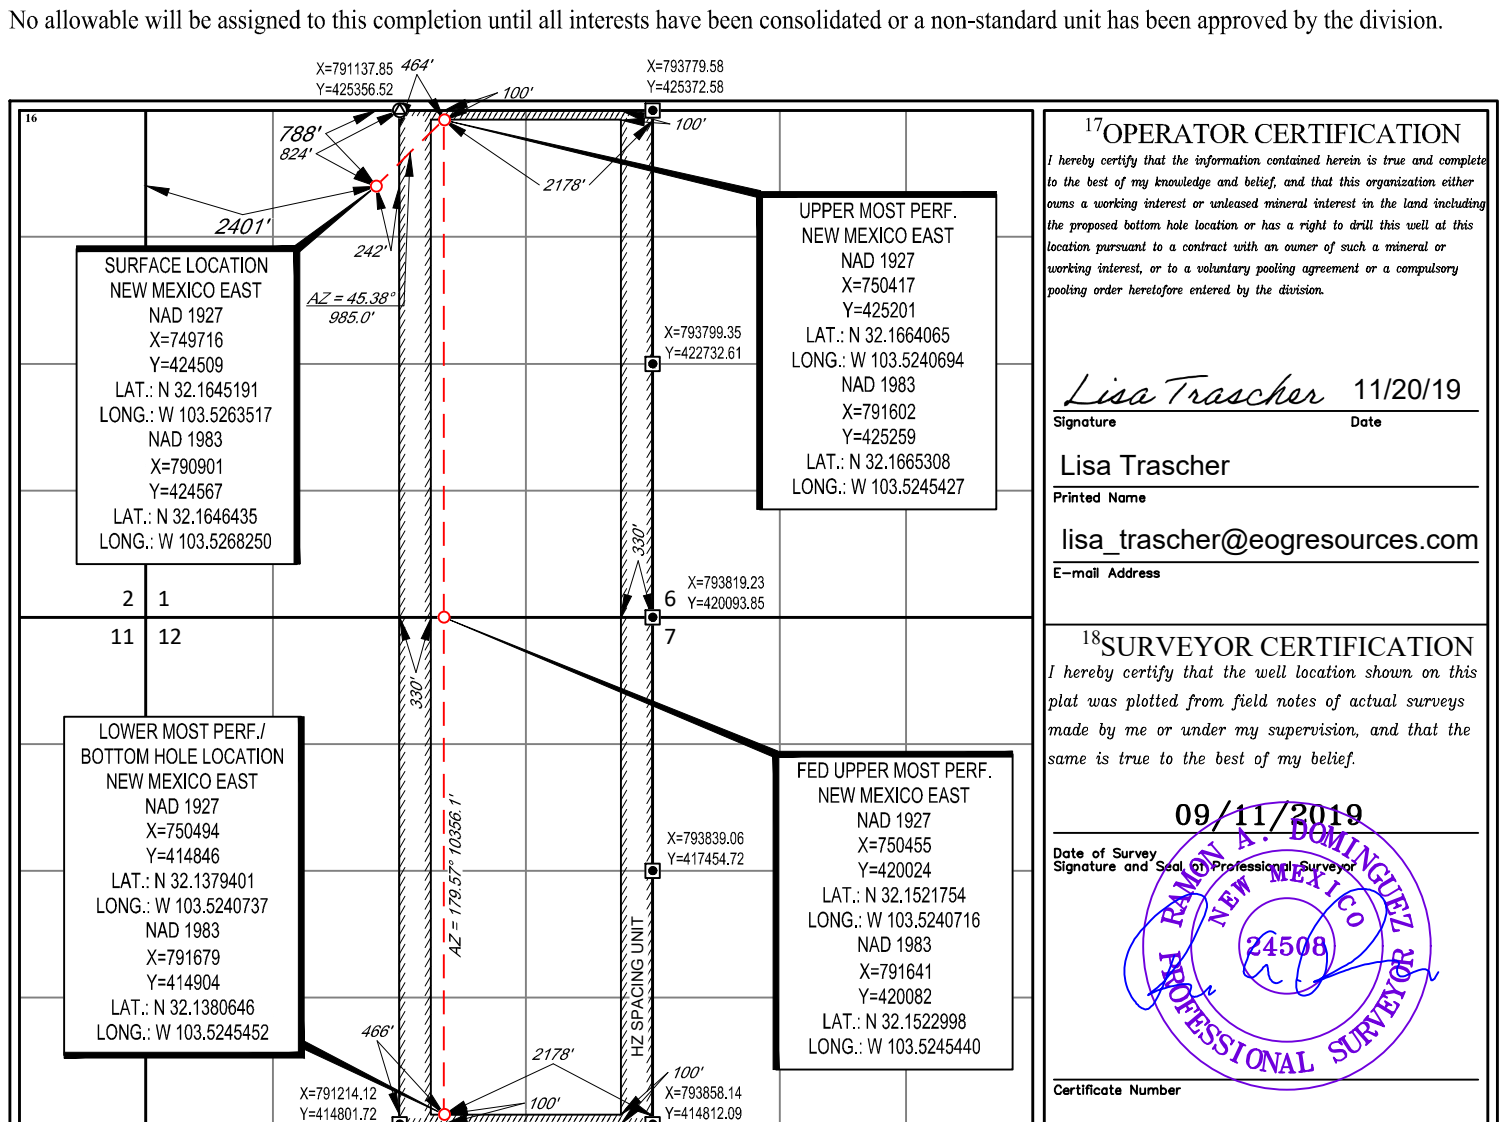 No allowable will be assigned to this completion until all interests have been consolidated or a non-standard unit has been approved by the division.
X=791137.85
Y=425356.52
464'
100'
X=793779.58
Y=425372.58
16
788'
824'
100'
2178'
2401'
242'
AZ = 45.38°
985.0'
SURFACE LOCATION
NEW MEXICO EAST
NAD 1927
X=749716
Y=424509
LAT.: N 32.1645191
LONG.: W 103.5263517
NAD 1983
X=790901
Y=424567
LAT.: N 32.1646435
LONG.: W 103.5268250
UPPER MOST PERF.
NEW MEXICO EAST
NAD 1927
X=750417
Y=425201
LAT.: N 32.1664065
LONG.: W 103.5240694
NAD 1983
X=791602
Y=425259
LAT.: N 32.1665308
LONG.: W 103.5245427
X=793799.35
Y=422732.61
330'
X=793819.23
Y=420093.85
2 1
6
11 12
7
330'
LOWER MOST PERF./
BOTTOM HOLE LOCATION
NEW MEXICO EAST
NAD 1927
X=750494
Y=414846
LAT.: N 32.1379401
LONG.: W 103.5240737
NAD 1983
X=791679
Y=414904
LAT.: N 32.1380646
LONG.: W 103.5245452
AZ = 179.57° 10356.1'
HZ SPACING UNIT
X=793839.06
Y=417454.72
FED UPPER MOST PERF.
NEW MEXICO EAST
NAD 1927
X=750455
Y=420024
LAT.: N 32.1521754
LONG.: W 103.5240716
NAD 1983
X=791641
Y=420082
LAT.: N 32.1522998
LONG.: W 103.5245440
466'
2178'
100'
100'
X=791214.12
Y=414801.72
X=793858.14
Y=414812.09
17OPERATOR CERTIFICATION
I hereby certify that the information contained herein is true and complete
to the best of my knowledge and belief, and that this organization either
owns a working interest or unleased mineral interest in the land including
the proposed bottom hole location or has a right to drill this well at this
location pursuant to a contract with an owner of such a mineral or
working interest, or to a voluntary pooling agreement or a compulsory
pooling order heretofore entered by the division.
Lisa Trascher 11/20/19
Signature Date
Lisa Trascher
Printed Name
lisa_trascher@eogresources.com
E-mail Address
18SURVEYOR CERTIFICATION
I hereby certify that the well location shown on this
plat was plotted from field notes of actual surveys
made by me or under my supervision, and that the
same is true to the best of my belief.
09/11/2019
Date of Survey
Signature and Seal of Professional Surveyor
RAMON A. DOMINGUEZ
NEW MEXICO
24508
PROFESSIONAL SURVEYOR
Certificate Number